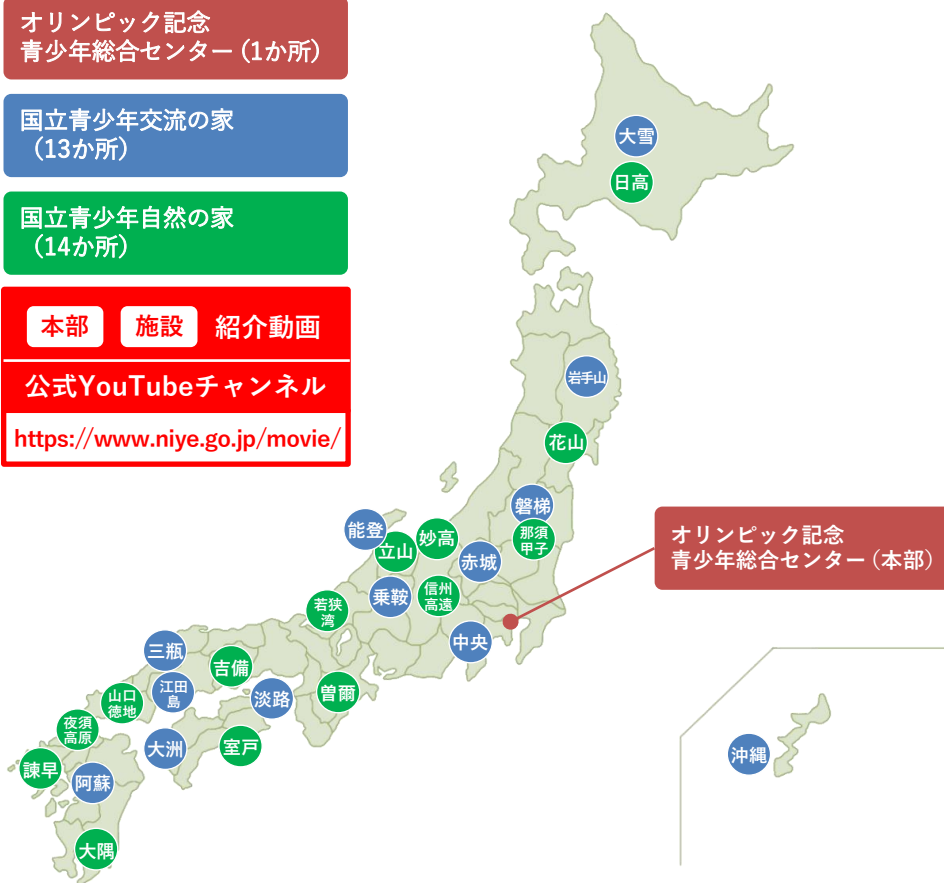 オリンピック記念
青少年総合センター（1か所）
国立青少年交流の家
（13か所）
国立青少年自然の家
（14か所）
本部 施設 紹介動画
公式YouTubeチャンネル
https://www.niye.go.jp/movie/
大雪
日高
岩手山
花山
磐梯
那須
甲子
能登
立山
妙高
赤城
オリンピック記念
青少年総合センター（本部）
乗鞍
信州
高遠
若狭
湾
中央
三瓶
吉備
江田
島
淡路
曽爾
山口
徳地
夜須
高原
大洲
室戸
諫早
阿蘇
沖縄
大隅